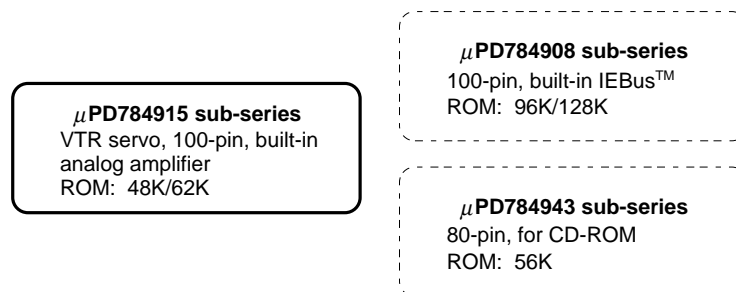 μPD784915 sub-series
VTR servo, 100-pin, built-in
analog amplifier
ROM: 48K/62K
μPD784908 sub-series
100-pin, built-in IEBus™
ROM: 96K/128K
μPD784943 sub-series
80-pin, for CD-ROM
ROM: 56K